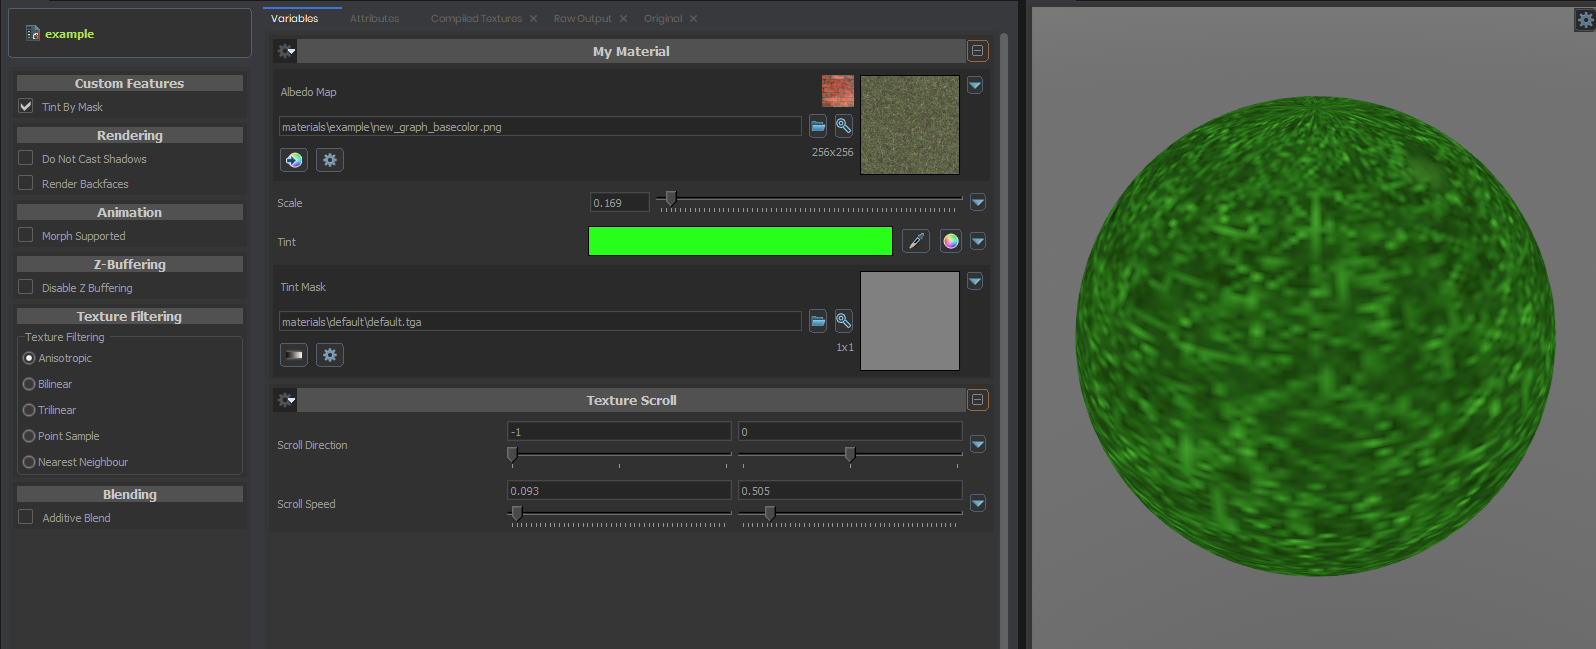 example
Custom Features
Tint By Mask
Rendering
Do Not Cast Shadows
Render Backfaces
Animation
Morph Supported
Z-Buffering
Disable Z Buffering
Texture Filtering
Texture Filtering
Anisotropic
Bilinear
Trilinear
Point Sample
Nearest Neighbour
Blending
Additive Blend
Variables Attributes Compiled Textures Raw Output Original
My Material
Albedo Map
materials\example\new_graph_basecolor.png
256x256
Scale 0.169
Tint
Tint Mask
materials\default\default.tga
1x1
Texture Scroll
-1 0
Scroll Direction
0.093 0.505
Scroll Speed